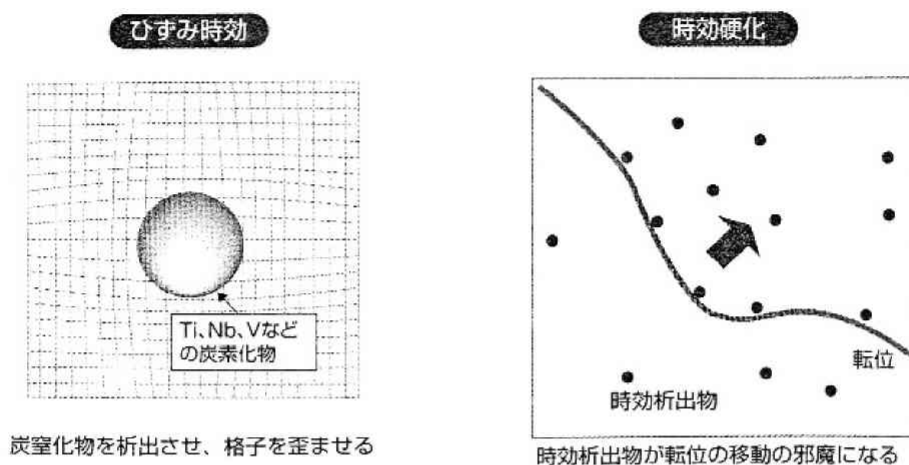 ひずみ時効
時効硬化
Ti、Nb、Vなど
の炭素化物
転位
時効析出物
炭窒化物を析出させ、格子を歪ませる
時効析出物が転位の移動の邪魔になる